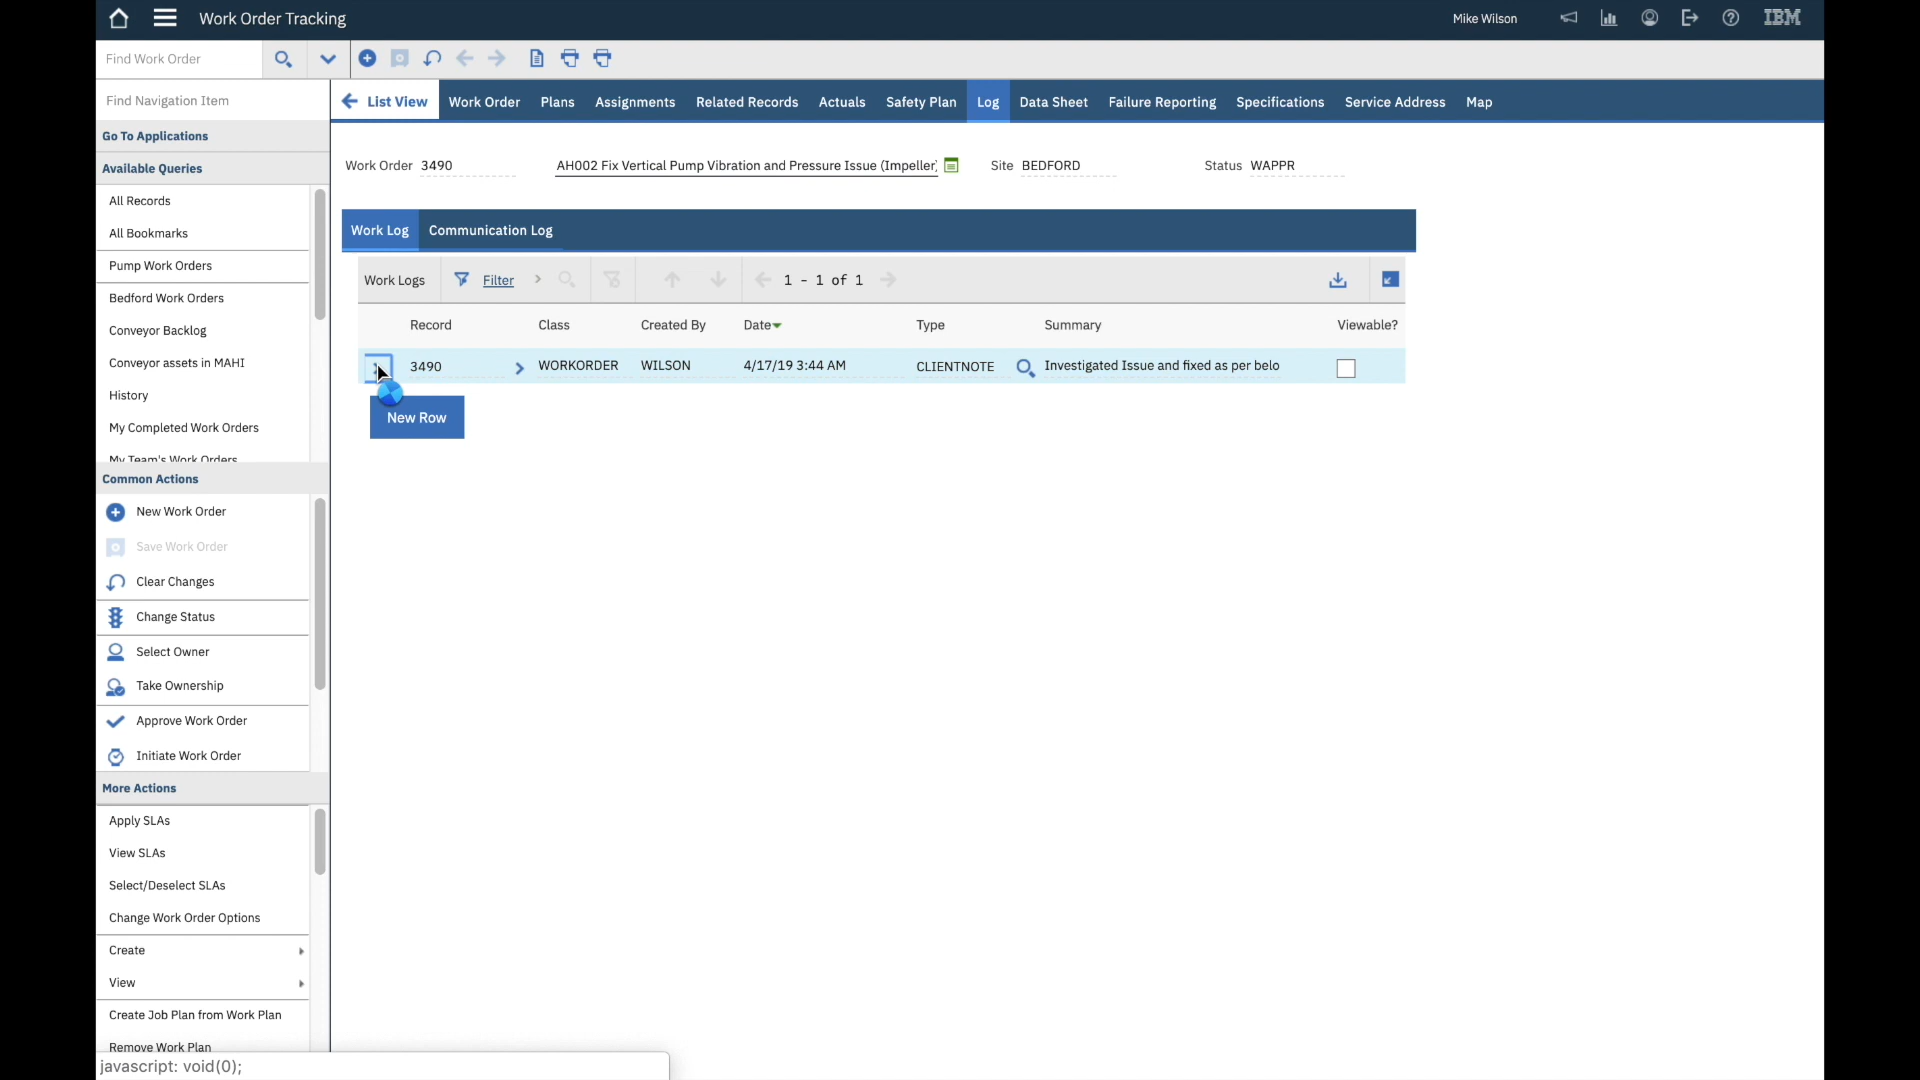 Work Order Tracking
Mike Wilson
IBM
Find Work Order
Find Navigation Item
List View Work Order Plans Assignments Related Records Actuals Safety Plan Log Data Sheet Failure Reporting Specifications Service Address Map
Go To Applications
Available Queries
All Records
All Bookmarks
Pump Work Orders
Bedford Work Orders
Conveyor Backlog
Conveyor assets in MAHI
History
My Completed Work Orders
My Team's Work Orders
Common Actions
New Work Order
Save Work Order
Clear Changes
Change Status
Select Owner
Take Ownership
Approve Work Order
Initiate Work Order
More Actions
Apply SLAs
View SLAs
Select/Deselect SLAs
Change Work Order Options
Create
View
Create Job Plan from Work Plan
Remove Work Plan
javascript: void(0);
Work Order 3490 AH002 Fix Vertical Pump Vibration and Pressure Issue (Impeller) Site BEDFORD Status WAPPR
Work Log Communication Log
Work Logs Filter 1 - 1 of 1
Record Class Created By Date Type Summary Viewable?
3490 WORKORDER WILSON 4/17/19 3:44 AM CLIENTNOTE Investigated Issue and fixed as per belo
New Row